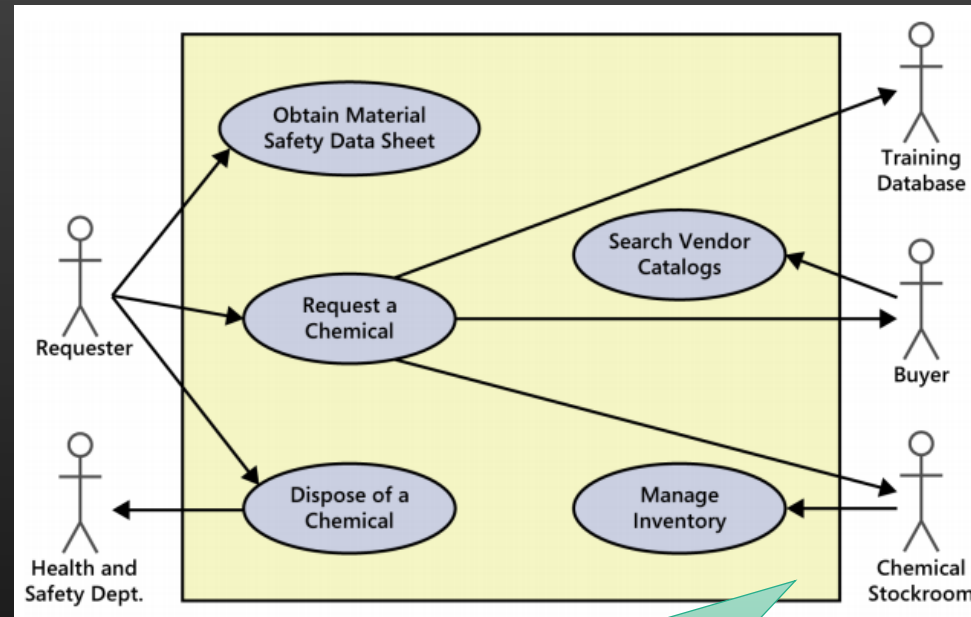 Obtain Material
Safety Data Sheet
Training
Database
Search Vendor
Catalogs
Request a
Chemical
Requester
Buyer
Dispose of a
Chemical
Manage
Inventory
Health and
Safety Dept.
Chemical
Stockroom